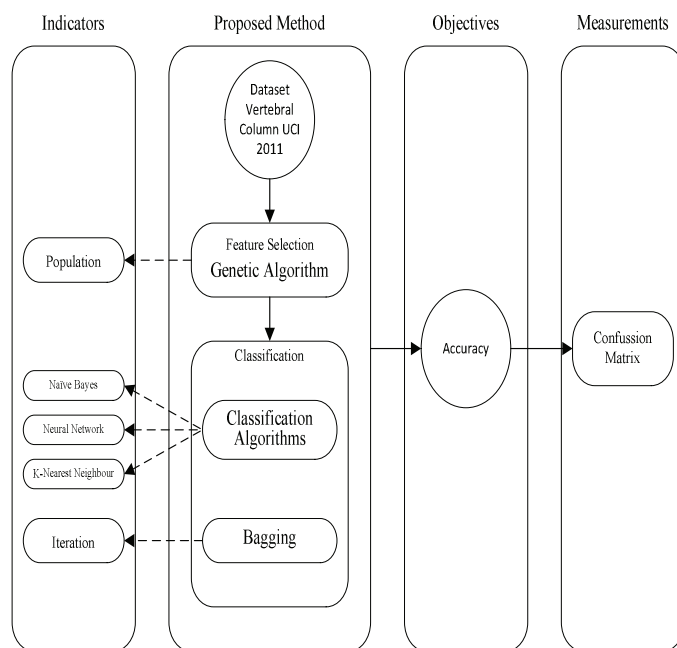 Indicators
Proposed Method
Objectives
Measurements
Dataset
Vertebral
Column UCI
2011
Feature Selection
Genetic Algorithm
Population
Classification
Naïve Bayes
Neural Network
K-Nearest Neighbour
Classification
Algorithms
Iteration
Bagging
Accuracy
Confussion
Matrix